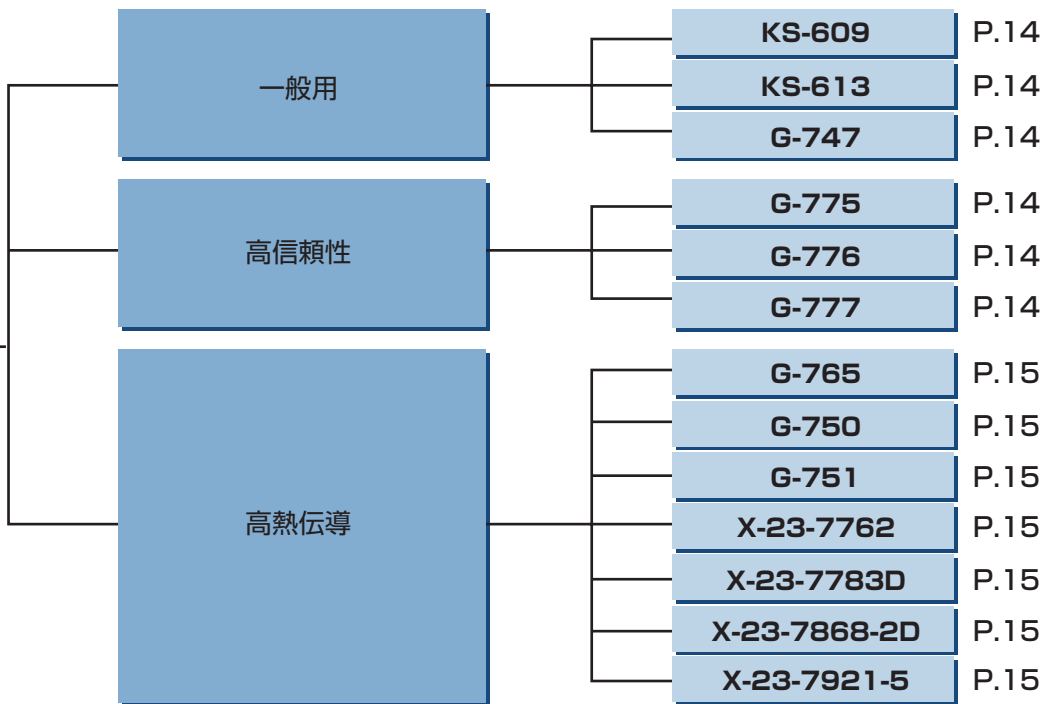 一般用
KS-609 P.14
KS-613 P.14
G-747 P.14
高信頼性
G-775 P.14
G-776 P.14
G-777 P.14
高熱伝導
G-765 P.15
G-750 P.15
G-751 P.15
X-23-7762 P.15
X-23-7783D P.15
X-23-7868-2D P.15
X-23-7921-5 P.15